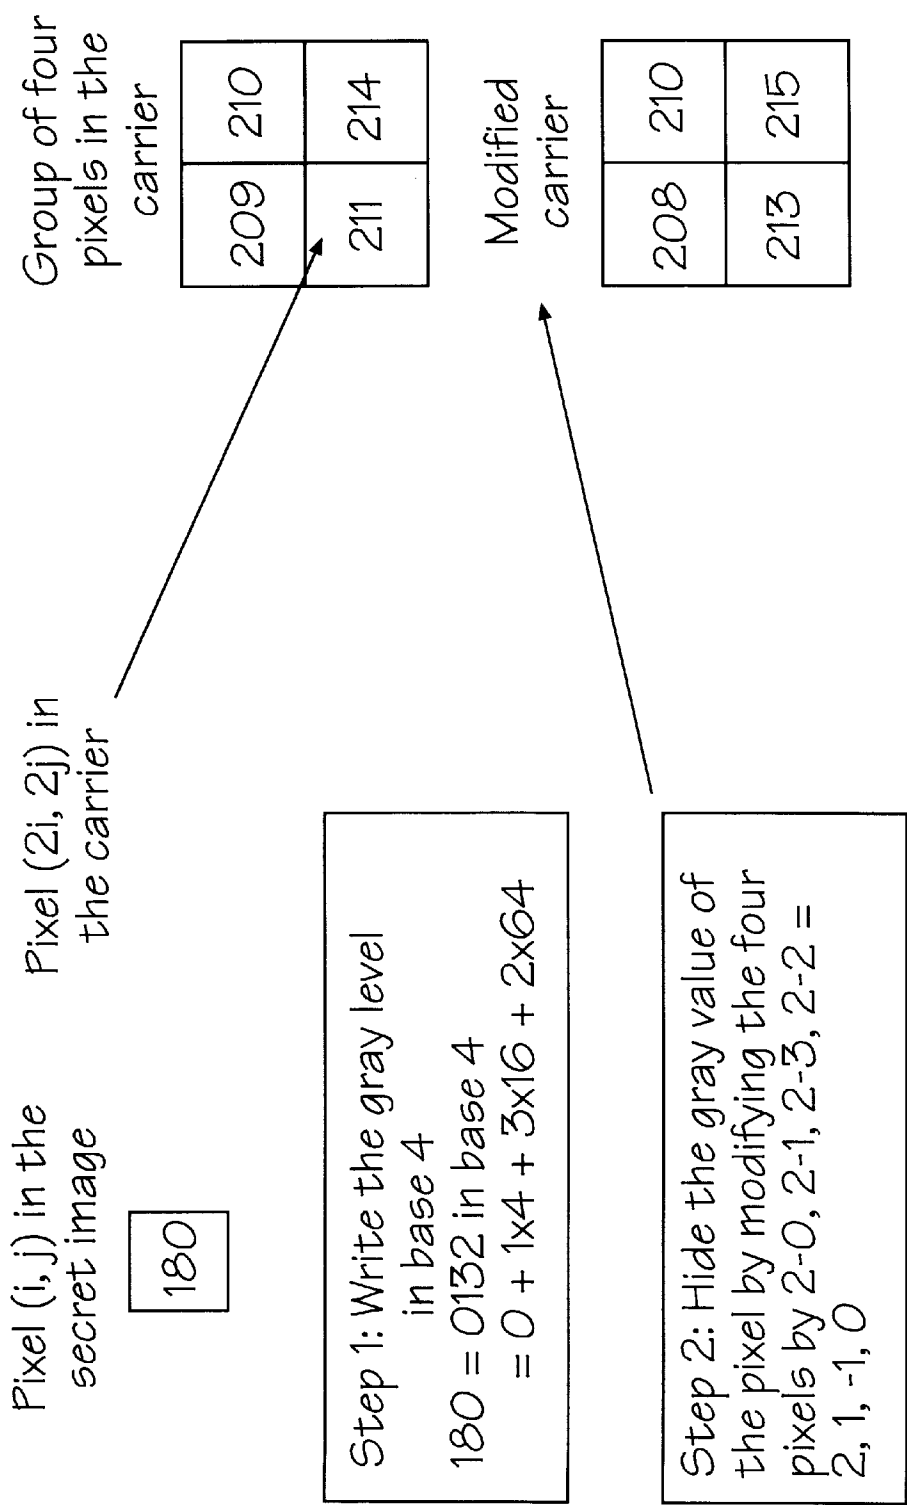 Pixel (i, j) in the
secret image
180
Pixel (2i, 2j) in
the carrier
Group of four
pixels in the
carrier
209 210
211 214
Step 1: Write the gray level
in base 4
180 = 0132 in base 4
= 0 + 1x4 + 3x16 + 2x64
Modified
carrier
208 210
213 215
Step 2: Hide the gray value of
the pixel by modifying the four
pixels by 2-0, 2-1, 2-3, 2-2 =
2, 1, -1, 0